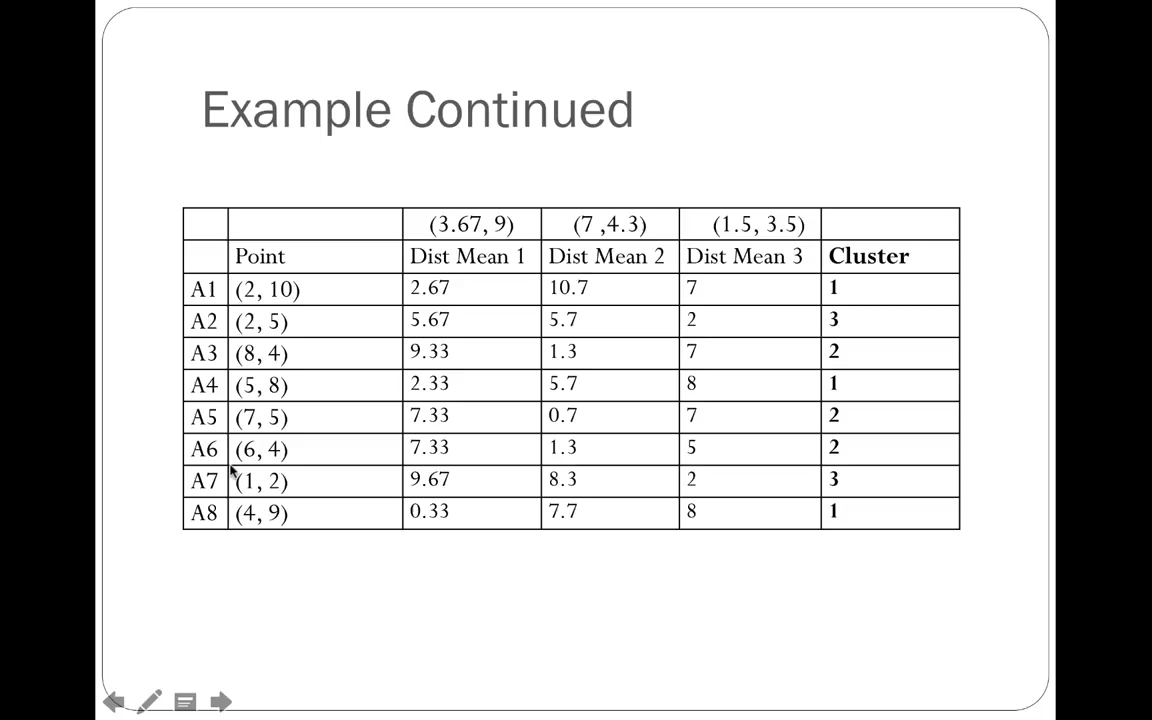 Example Continued
(3.67, 9) (7 ,4.3) (1.5, 3.5)
Point Dist Mean 1 Dist Mean 2 Dist Mean 3 Cluster
A1 (2, 10) 2.67 10.7 7 1
A2 (2, 5) 5.67 5.7 2 3
A3 (8, 4) 9.33 1.3 7 2
A4 (5, 8) 2.33 5.7 8 1
A5 (7, 5) 7.33 0.7 7 2
A6 (6, 4) 7.33 1.3 5 2
A7 (1, 2) 9.67 8.3 2 3
A8 (4, 9) 0.33 7.7 8 1